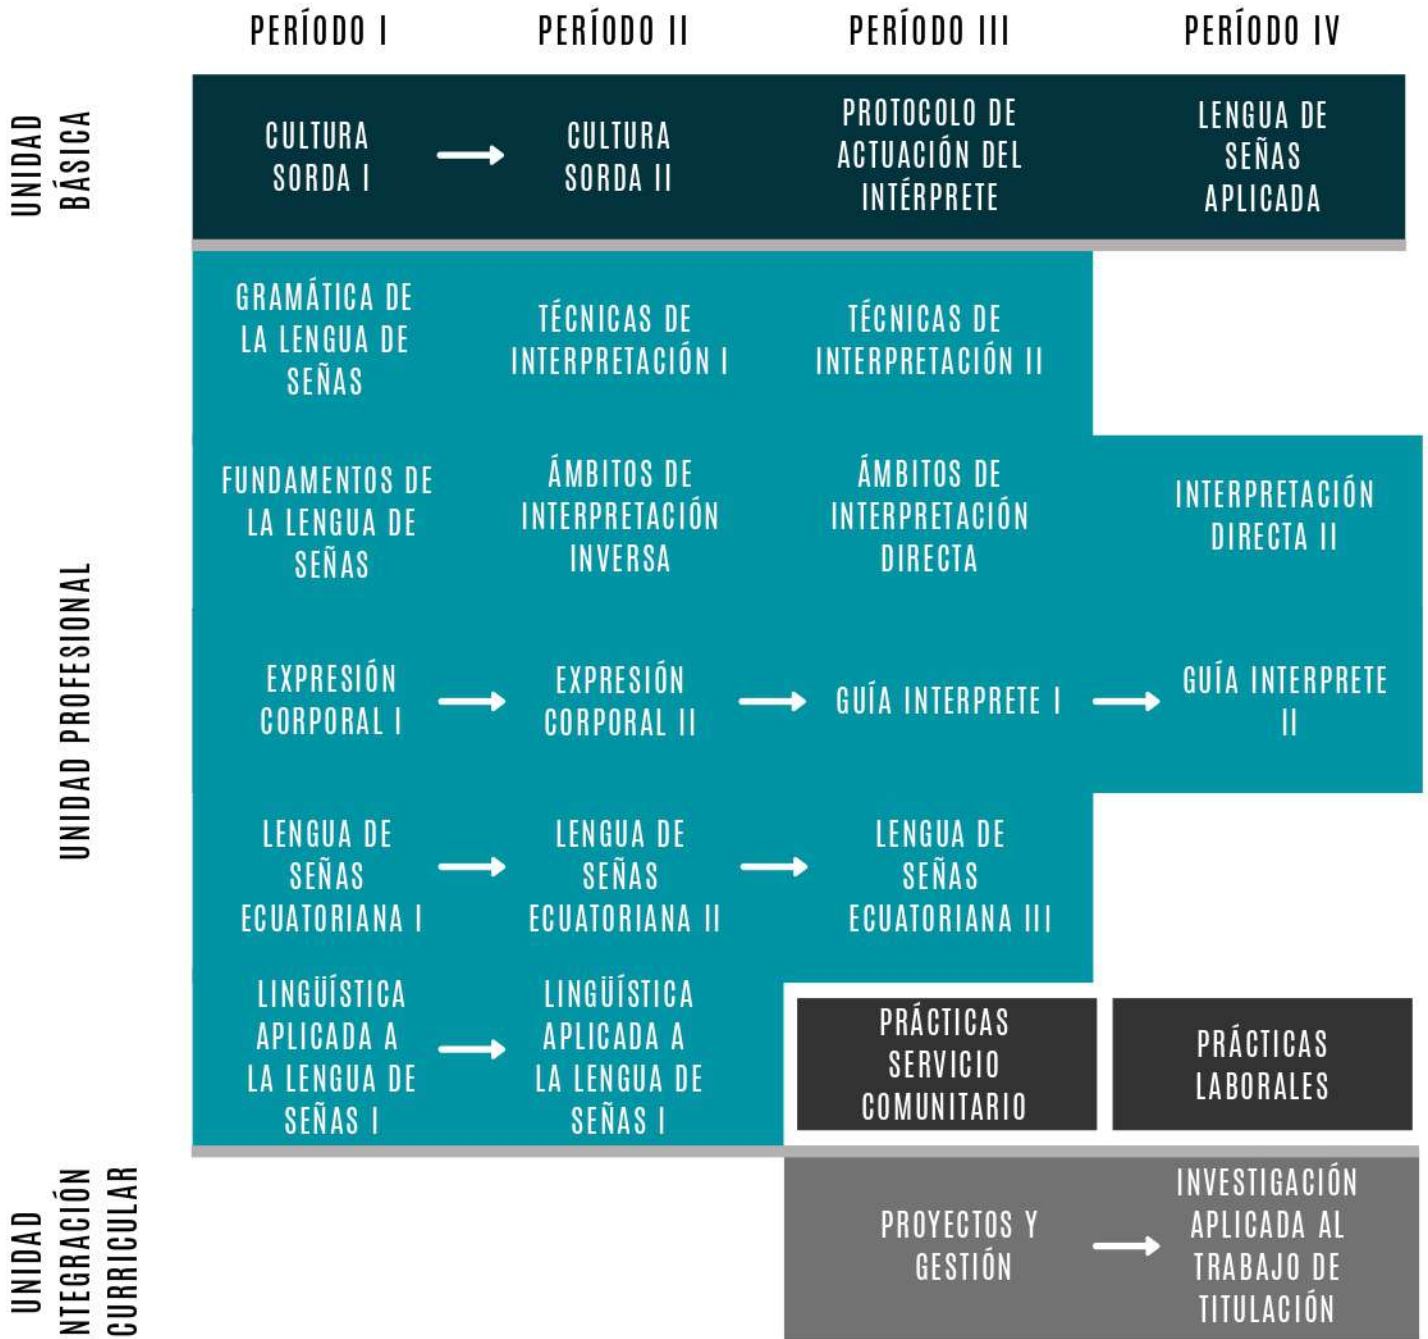 PERÍODO I
PERÍODO II
PERÍODO III
PERÍODO IV
UNIDAD
BÁSICA
CULTURA
SORDA I
CULTURA
SORDA II
PROTOCOLO DE
ACTUACIÓN DEL
INTÉRPRETE
LENGUA DE
SEÑAS
APLICADA
UNIDAD PROFESIONAL
GRAMÁTICA DE
LA LENGUA DE
SEÑAS
TÉCNICAS DE
INTERPRETACIÓN I
TÉCNICAS DE
INTERPRETACIÓN II
FUNDAMENTOS DE
LA LENGUA DE
SEÑAS
ÁMBITOS DE
INTERPRETACIÓN
INVERSA
ÁMBITOS DE
INTERPRETACIÓN
DIRECTA
INTERPRETACIÓN
DIRECTA II
EXPRESIÓN
CORPORAL I
EXPRESIÓN
CORPORAL II
GUÍA INTERPRETE I
GUÍA INTERPRETE
II
LENGUA DE
SEÑAS
ECUATORIANA I
LENGUA DE
SEÑAS
ECUATORIANA II
LENGUA DE
SEÑAS
ECUATORIANA III
LINGÜÍSTICA
APLICADA A
LA LENGUA DE
SEÑAS I
LINGÜÍSTICA
APLICADA A
LA LENGUA DE
SEÑAS I
PRÁCTICAS
SERVICIO
COMUNITARIO
PRÁCTICAS
LABORALES
UNIDAD
NTEGRACIÓN
CURRICULAR
PROYECTOS Y
GESTIÓN
INVESTIGACIÓN
APLICADA AL
TRABAJO DE
TITULACIÓN